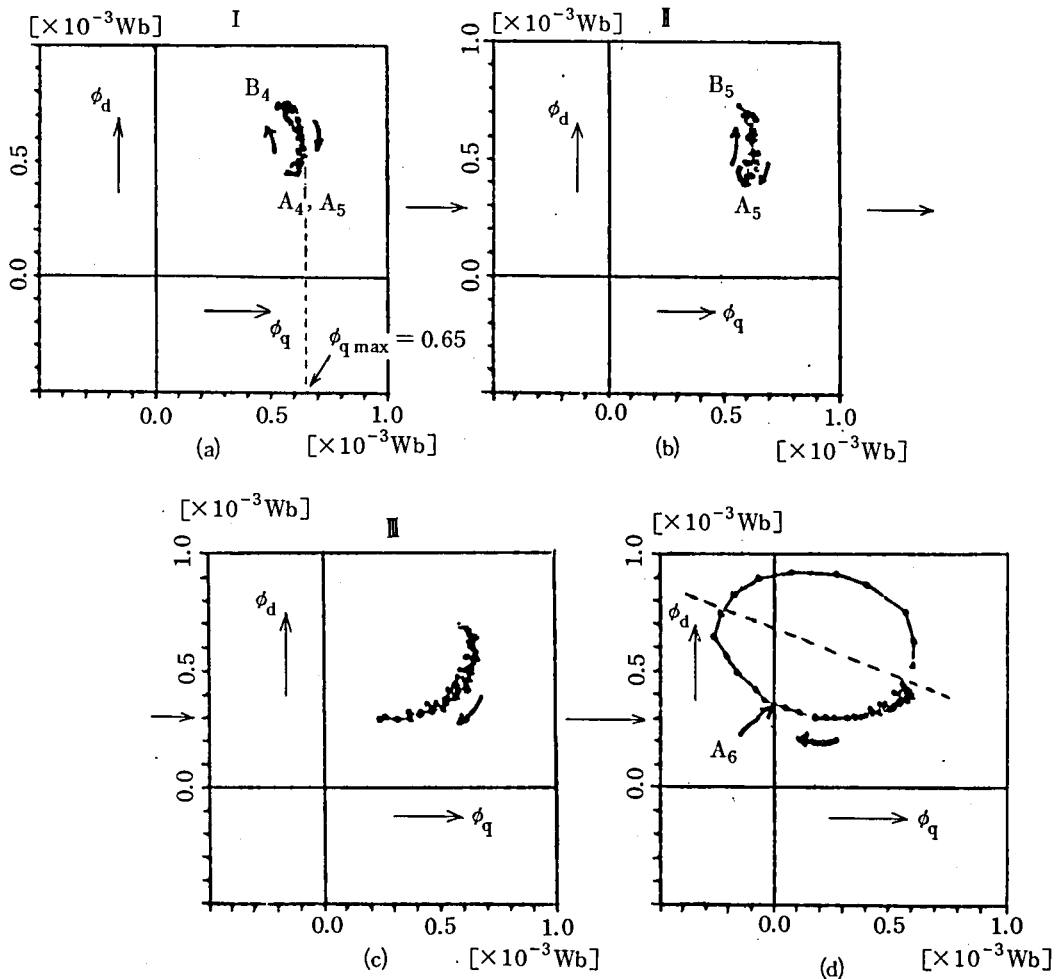 [×10⁻³Wb] I
ϕd
0.5
0.0
B4
A4, A5
ϕq
ϕq max = 0.65
0.0 0.5 1.0
(a) [×10⁻³Wb]
[×10⁻³Wb] II
1.0
ϕd
0.5
0.0
B5
A5
ϕq
0.0 0.5 1.0
(b) [×10⁻³Wb]
[×10⁻³Wb]
III
1.0
ϕd
0.5
0.0
ϕq
0.0 0.5 1.0
(c) [×10⁻³Wb]
[×10⁻³Wb]
1.0
ϕd
0.5
0.0
A6
ϕq
0.0 0.5 1.0
(d) [×10⁻³Wb]